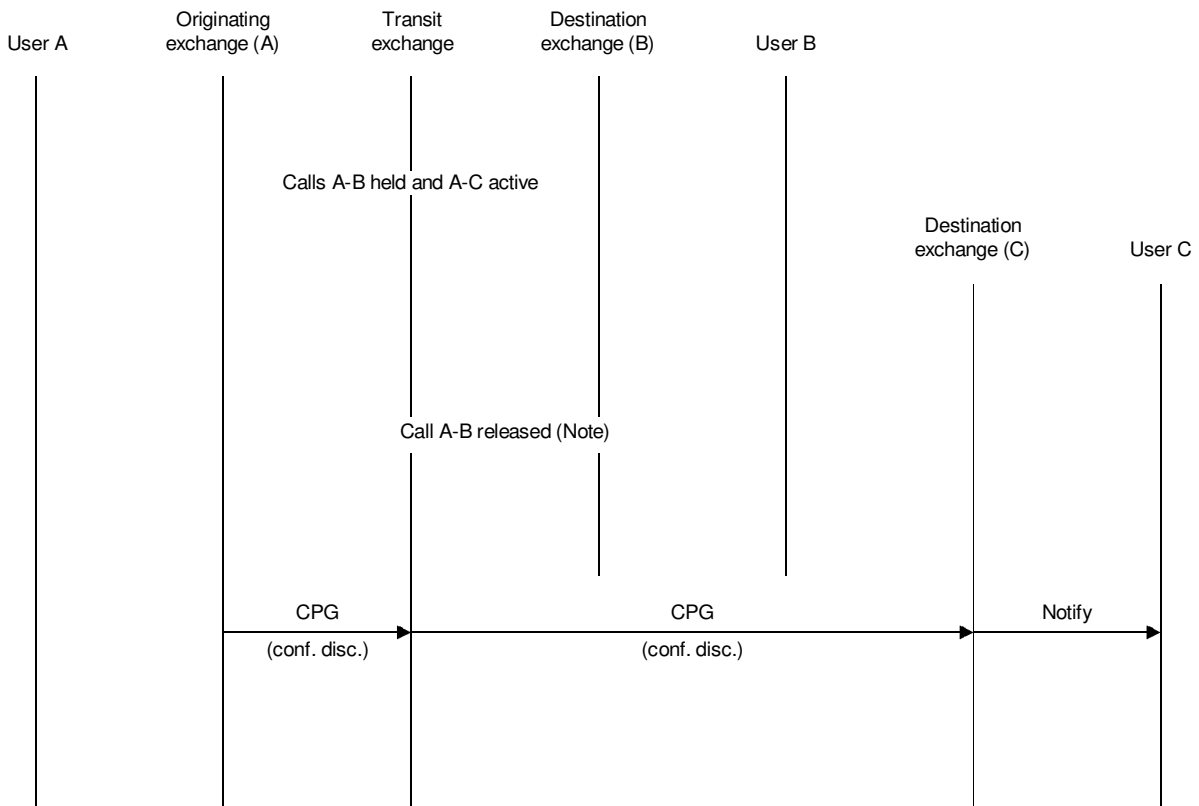 Originating
exchange (A)
Transit
exchange
Destination
exchange (B)
User A
User B
Calls A-B held and A-C active
Destination
exchange (C)
User C
Call A-B released (Note)
CPG
CPG
Notify
(conf. disc.)
(conf. disc.)